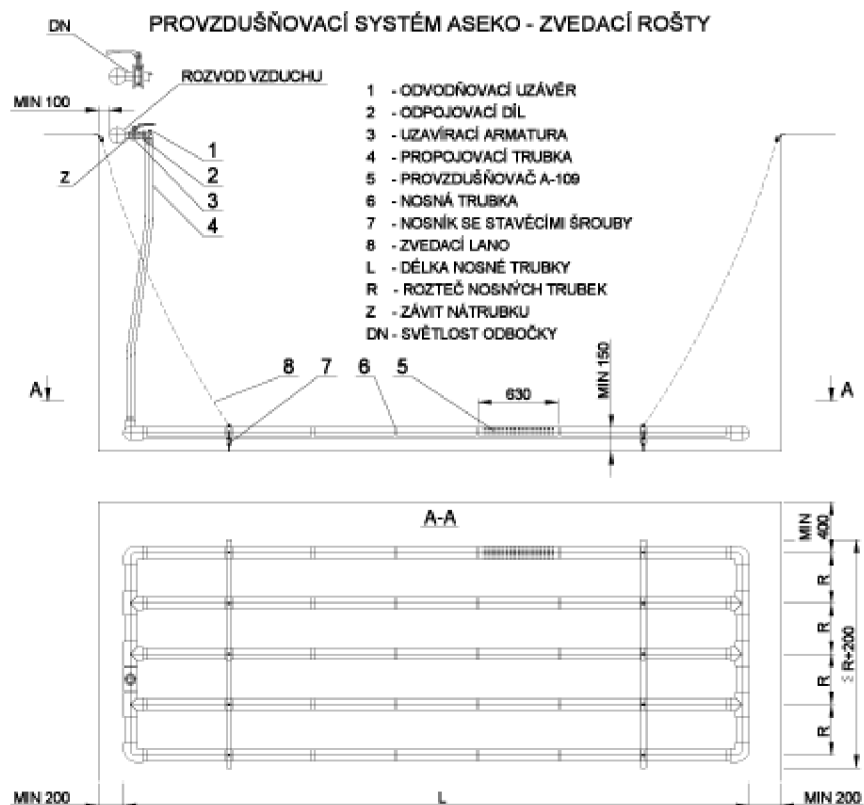 PROVZDUŠŇOVACÍ SYSTÉM ASEKO - ZVEDACÍ ROŠTY
DN
ROZVOD VZDUCHU
MIN 100
Z
1
2
3
4
1 - ODVODŇOVACÍ UZÁVĚR
2 - ODPOJOVACÍ DÍL
3 - UZAVÍRACÍ ARMATURA
4 - PROPOJOVACÍ TRUBKA
5 - PROVZDUŠŇOVAČ A-109
6 - NOSNÁ TRUBKA
7 - NOSNÍK SE STAVĚCÍMI ŠROUBY
8 - ZVEDACÍ LANO
L - DÉLKA NOSNÉ TRUBKY
R - ROZTEČ NOSNÝCH TRUBEK
Z - ZÁVIT NÁTRUBKU
DN - SVĚTLOST ODBOČKY
A
8
7
6
5
630
MIN 150
A
A-A
MIN 400
R
R
R
R
R+200
MIN 200
L
MIN 200